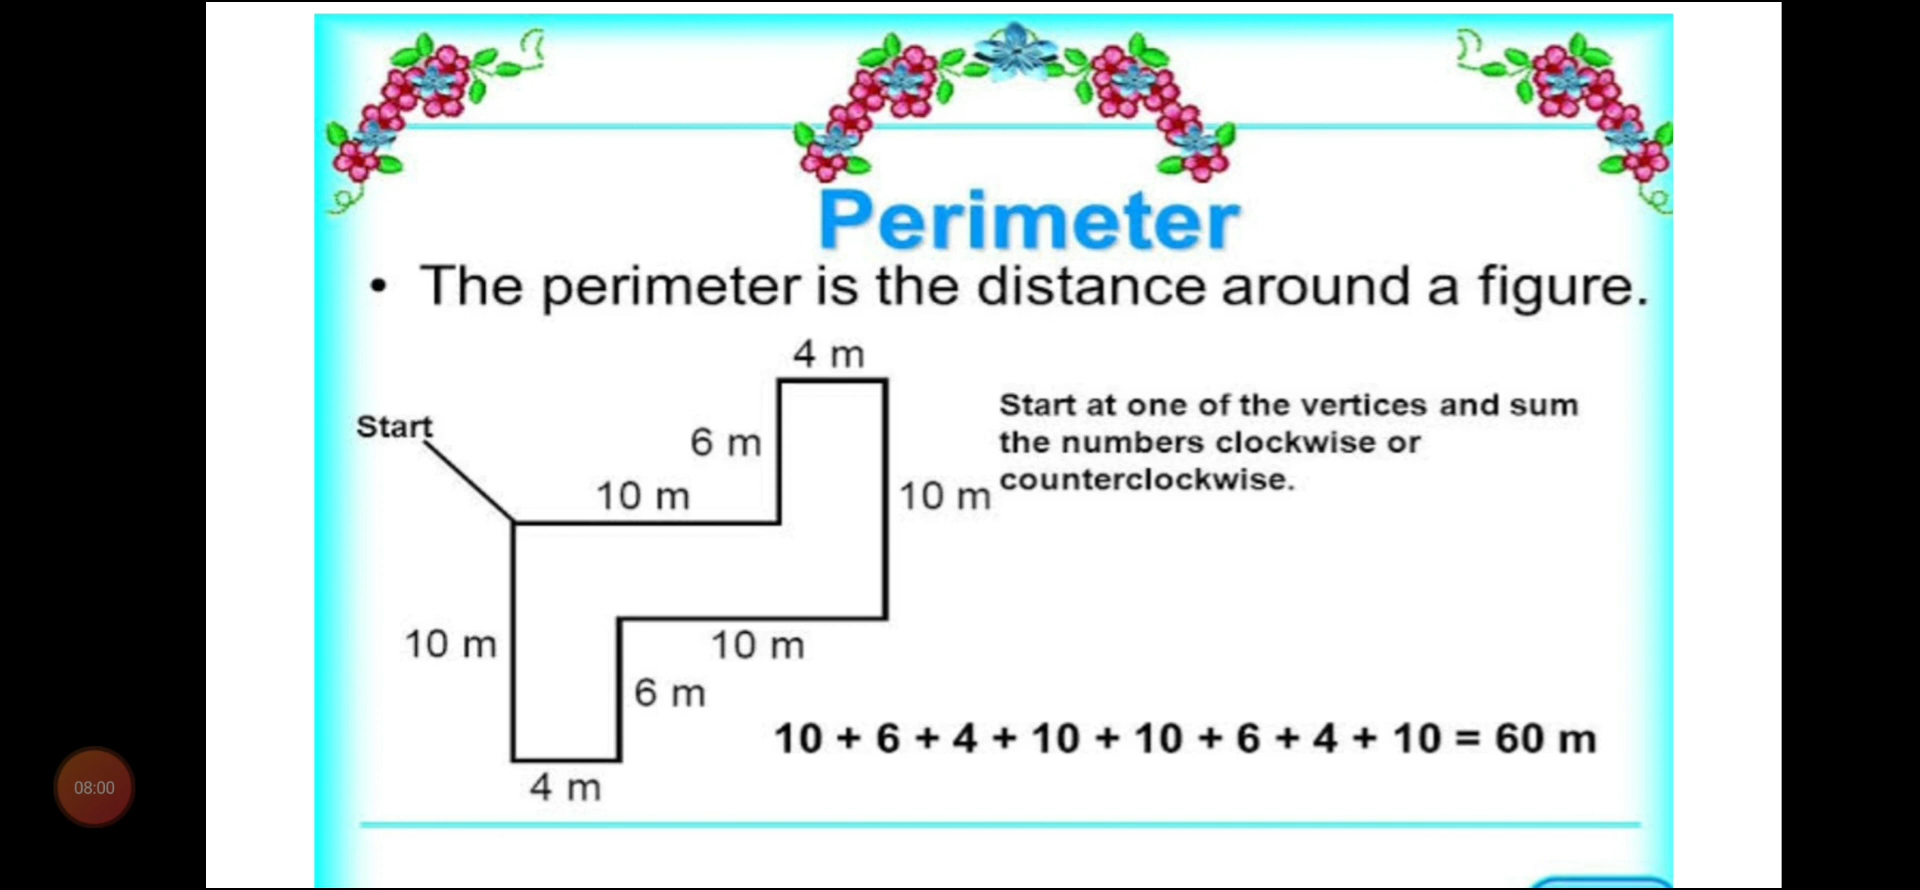 Perimeter
• The perimeter is the distance around a figure.
4 m
Start
Start at one of the vertices and sum
the numbers clockwise or
counterclockwise.
6 m
10 m
10 m
10 m
10 m
6 m
10 + 6 + 4 + 10 + 10 + 6 + 4 + 10 = 60 m
4 m
08:00